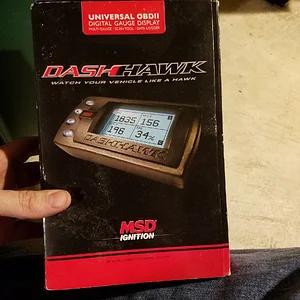 UNIVERSAL OBDII
DIGITAL GAUGE DISPLAY
MULTI-GAUGE · SCAN TOOL · DATA LOGGER
DASHHAWK
WATCH YOUR VEHICLE LIKE A HAWK
1835 156
196 34%
DASHHAWK
MSD
IGNITION